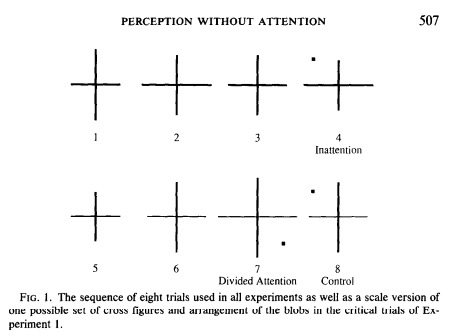 PERCEPTION WITHOUT ATTENTION 507
1 2 3 4
Inattention
5 6 7 8
Divided Attention Control
FIG. 1. The sequence of eight trials used in all experiments as well as a scale version of
one possible set of cross figures and arrangement of the blobs in the critical trials of Ex-
periment 1.